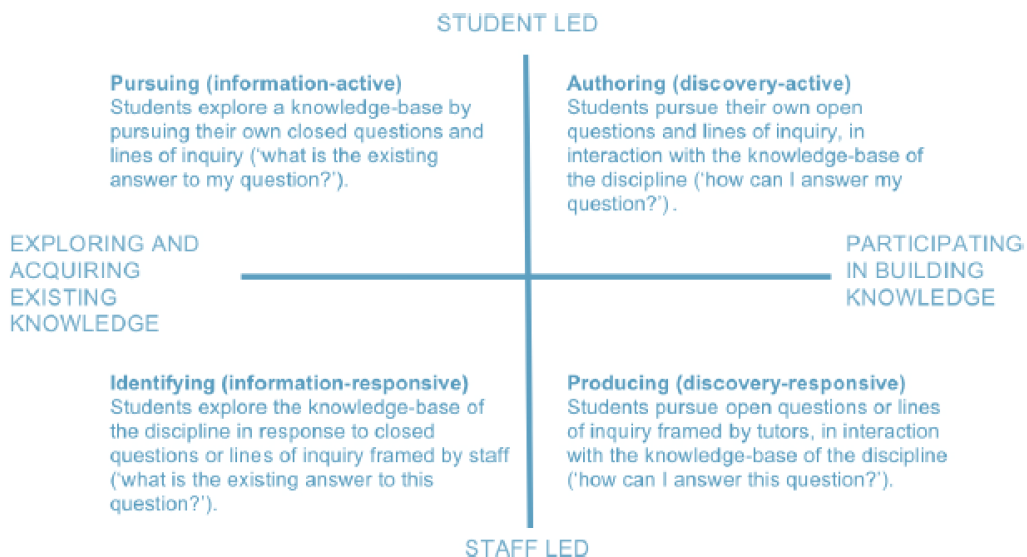 STUDENT LED
Pursuing (information-active)
Students explore a knowledge-base by
pursuing their own closed questions and
lines of inquiry (‘what is the existing
answer to my question?’).
Authoring (discovery-active)
Students pursue their own open
questions and lines of inquiry, in
interaction with the knowledge-base of
the discipline (‘how can I answer my
question?’) .
EXPLORING AND
ACQUIRING
EXISTING
KNOWLEDGE
PARTICIPATING
IN BUILDING
KNOWLEDGE
Identifying (information-responsive)
Students explore the knowledge-base of
the discipline in response to closed
questions or lines of inquiry framed by staff
(‘what is the existing answer to this
question?’).
Producing (discovery-responsive)
Students pursue open questions or lines
of inquiry framed by tutors, in interaction
with the knowledge-base of the discipline
(‘how can I answer this question?’).
STAFF LED